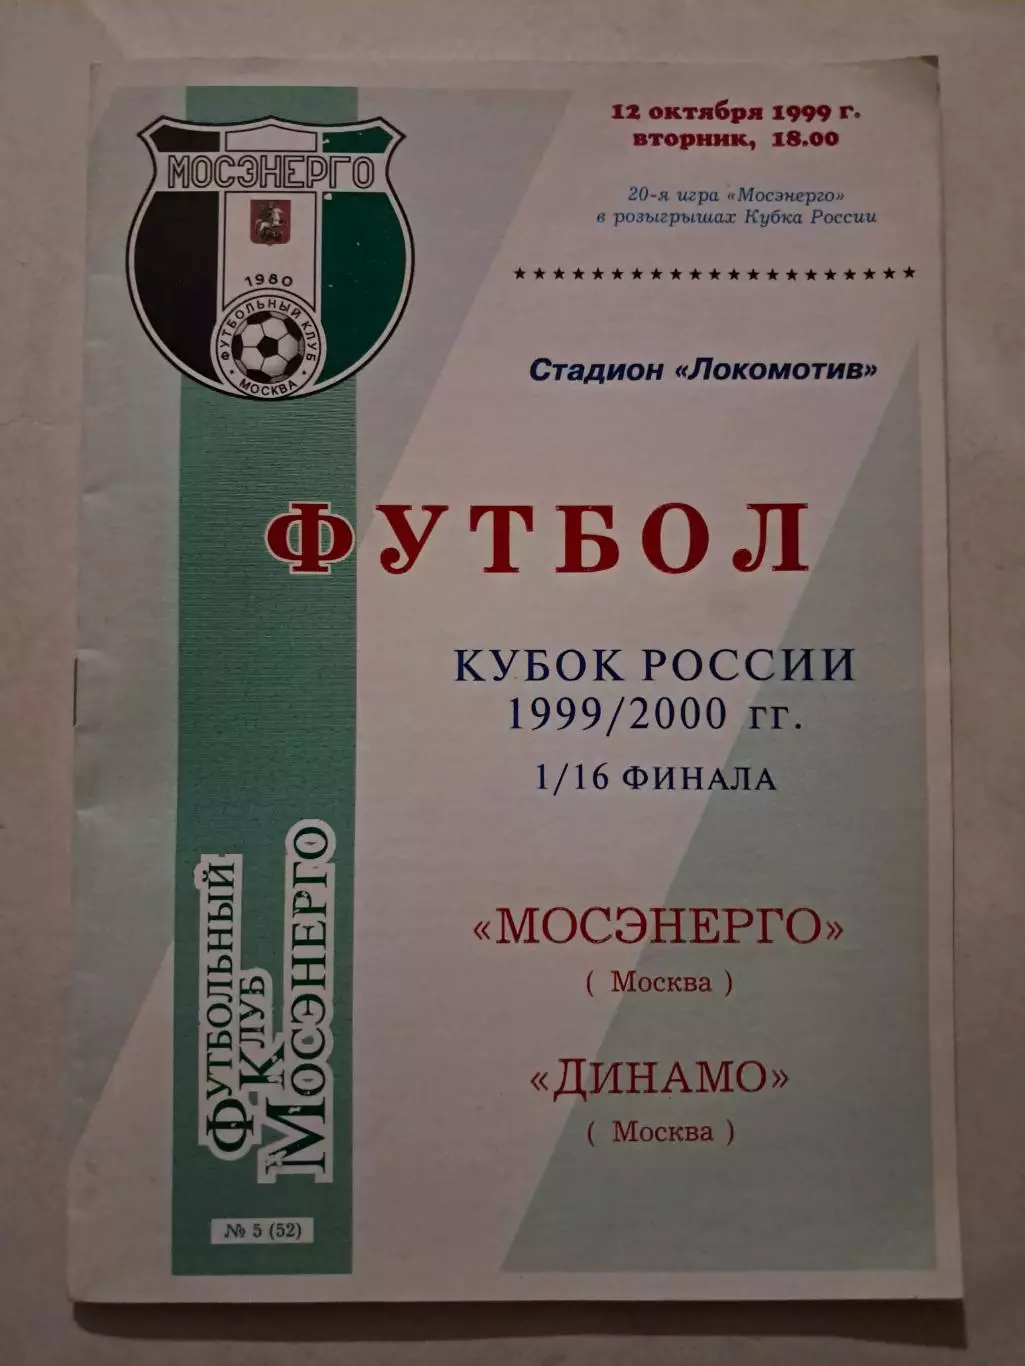 МОСЭНЕРГО
1980
ФУТБОЛЬНЫЙ КЛУБ
МОСКВА
12 октября 1999 г.
вторник, 18.00
20-я игра «Мосэнерго»
в розыгрышах Кубка России
Стадион «Локомотив»
ФУТБОЛ
КУБОК РОССИИ
1999/2000 гг.
1/16 ФИНАЛА
«МОСЭНЕРГО»
( Москва )
«ДИНАМО»
( Москва )
Футбольный
Клуб
Мосэнерго
№ 5 (52)